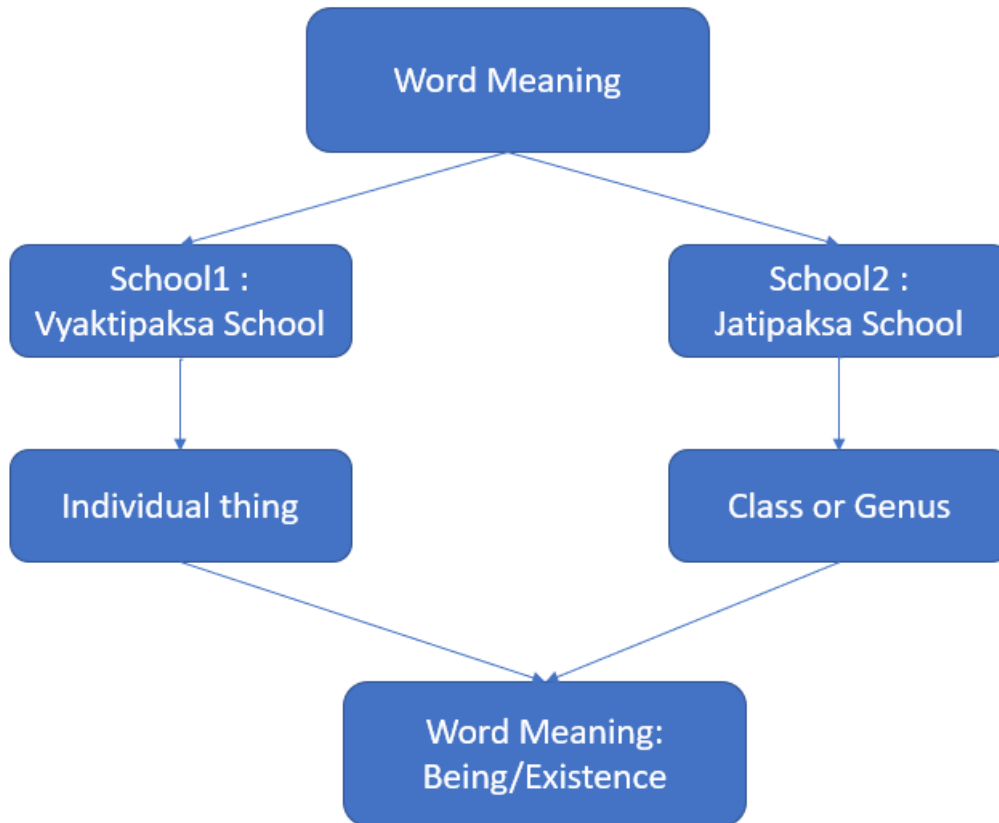 Word Meaning
School1 :
Vyaktipaksa School
School2 :
Jatipaksa School
Individual thing
Class or Genus
Word Meaning:
Being/Existence